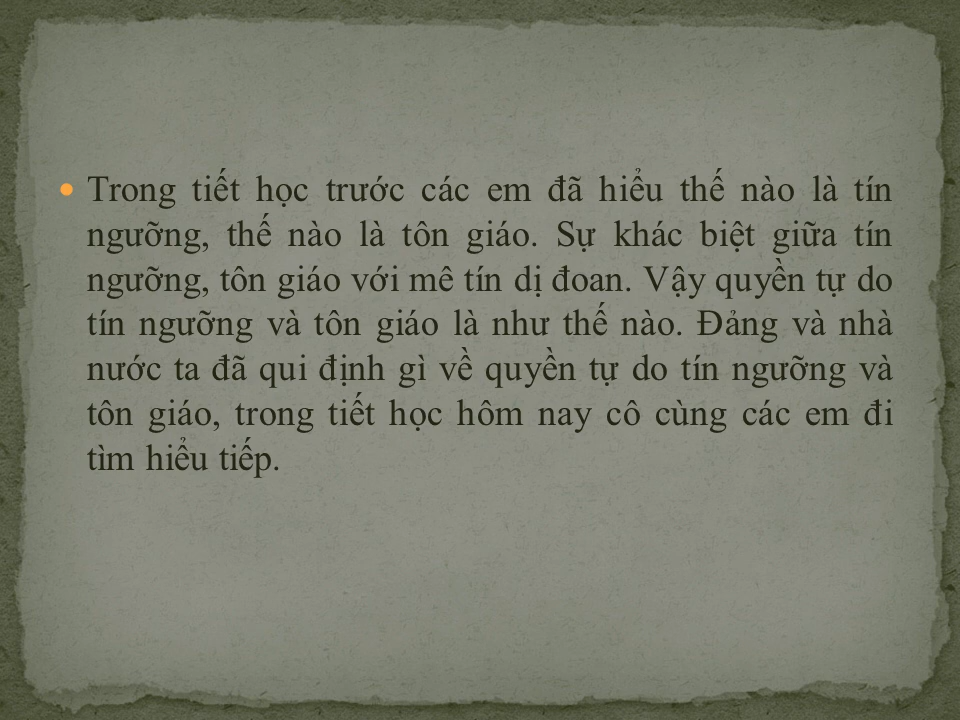 Trong tiết học trước các em đã hiểu thế nào là tín
ngưỡng, thế nào là tôn giáo. Sự khác biệt giữa tín
ngưỡng, tôn giáo với mê tín dị đoan. Vậy quyền tự do
tín ngưỡng và tôn giáo là như thế nào. Đảng và nhà
nước ta đã qui định gì về quyền tự do tín ngưỡng và
tôn giáo, trong tiết học hôm nay cô cùng các em đi
tìm hiểu tiếp.